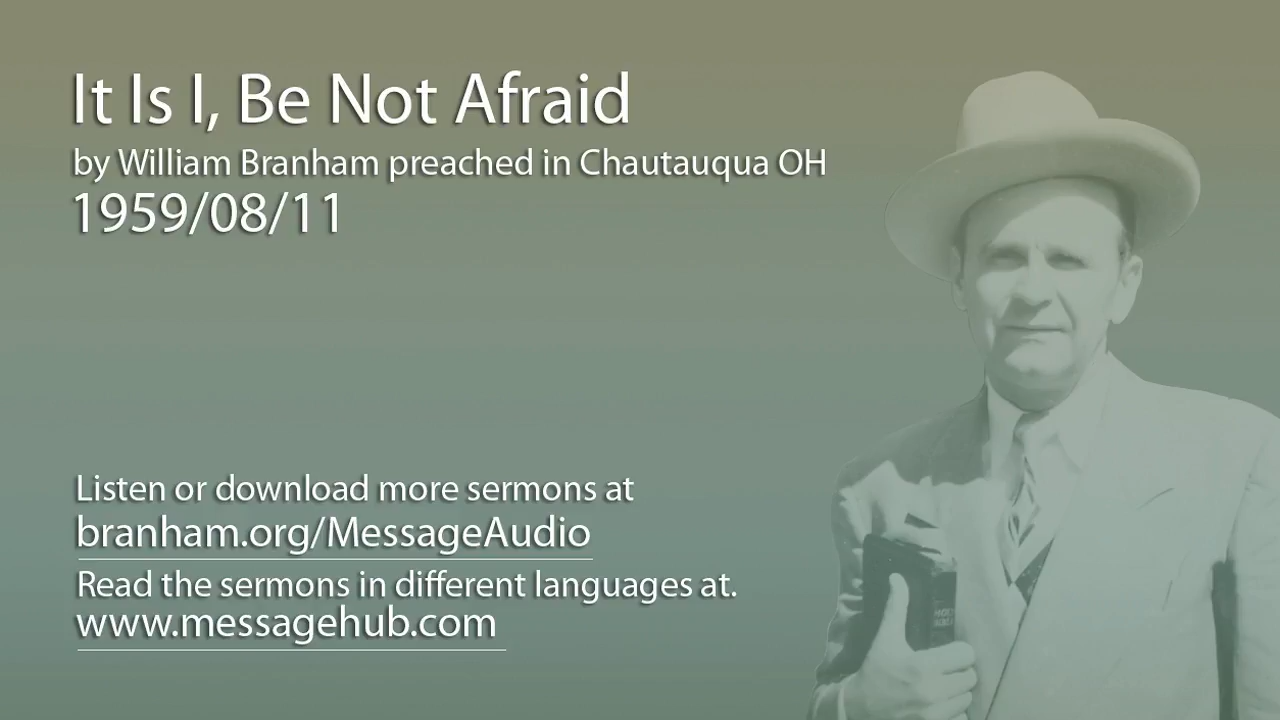 It Is I, Be Not Afraid
by William Branham preached in Chautauqua OH
1959/08/11
Listen or download more sermons at
branham.org/MessageAudio
Read the sermons in different languages at.
www.messagehub.com